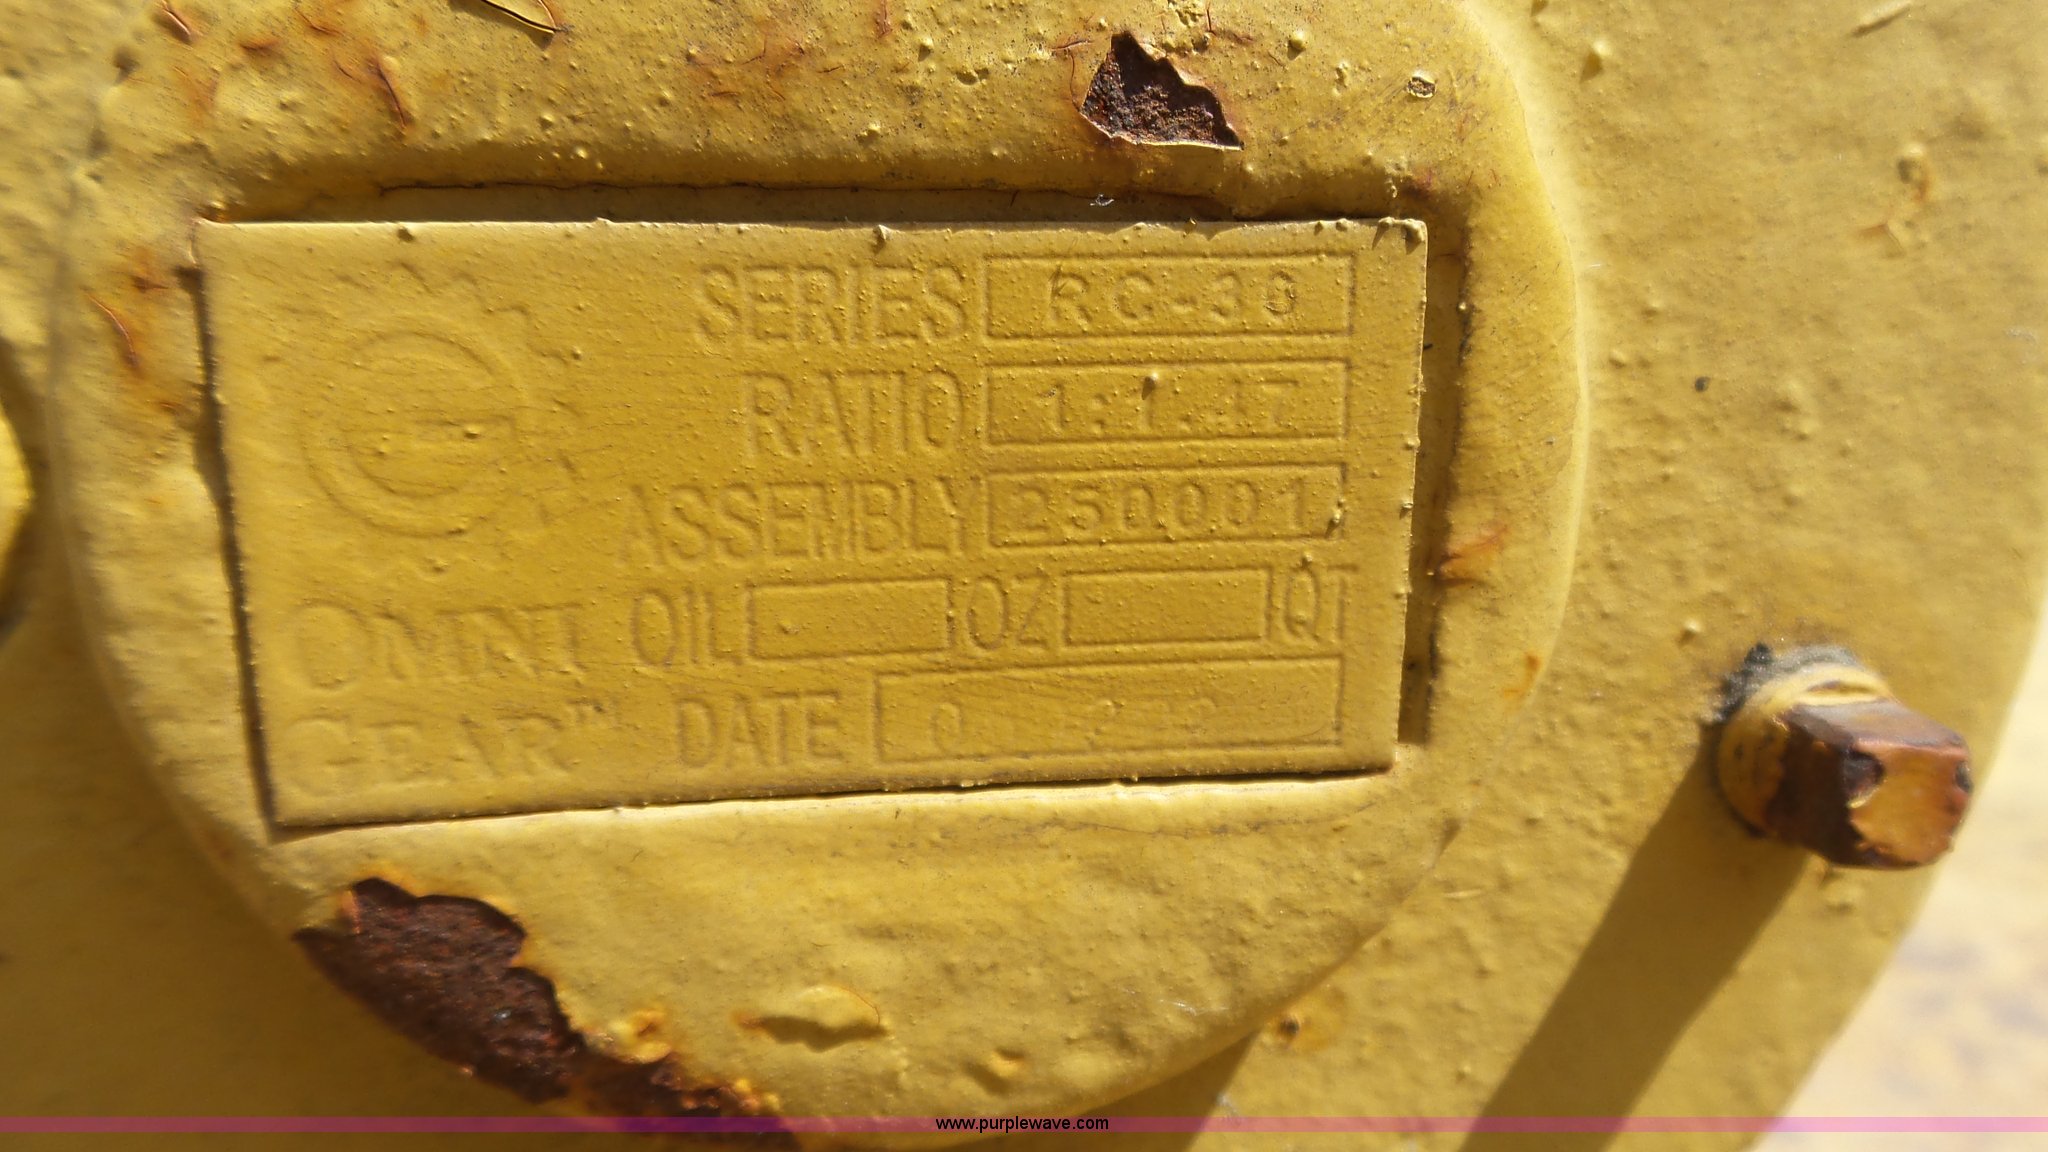 SERIES RC-30
RATIO 1:1.47
ASSEMBLY 250001
OMNI OIL OZ QT
GEAR™ DATE
www.purplewave.com